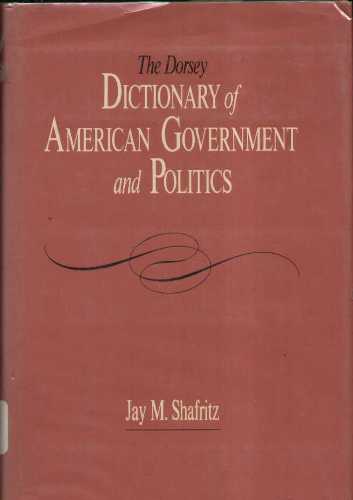 The Dorsey
DICTIONARY of
AMERICAN GOVERNMENT
and POLITICS
Jay M. Shafritz